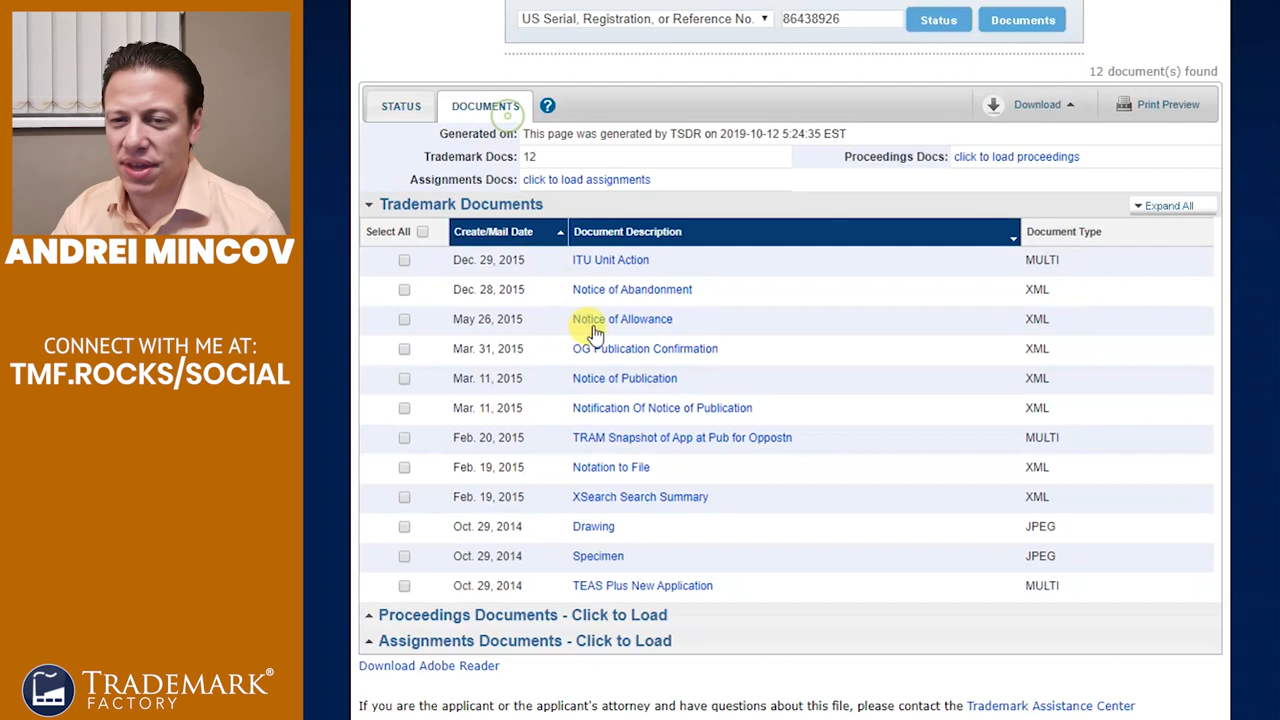 US Serial, Registration, or Reference No. 86438926 Status Documents
12 document(s) found
STATUS DOCUMENTS ? Download Print Preview
Generated on: This page was generated by TSDR on 2019-10-12 5:24:35 EST
Trademark Docs: 12 Proceedings Docs: click to load proceedings
Assignments Docs: click to load assignments
Trademark Documents Expand All
Select All Create/Mail Date Document Description Document Type
Dec. 29, 2015 ITU Unit Action MULTI
Dec. 28, 2015 Notice of Abandonment XML
May 26, 2015 Notice of Allowance XML
Mar. 31, 2015 OG Publication Confirmation XML
Mar. 11, 2015 Notice of Publication XML
Mar. 11, 2015 Notification Of Notice of Publication XML
Feb. 20, 2015 TRAM Snapshot of App at Pub for Oppostn MULTI
Feb. 19, 2015 Notation to File XML
Feb. 19, 2015 XSearch Search Summary XML
Oct. 29, 2014 Drawing JPEG
Oct. 29, 2014 Specimen JPEG
Oct. 29, 2014 TEAS Plus New Application MULTI
Proceedings Documents - Click to Load
Assignments Documents - Click to Load
Download Adobe Reader
If you are the applicant or the applicant's attorney and have questions about this file, please contact the Trademark Assistance Center
ANDREI MINCOV
CONNECT WITH ME AT:
TMF.ROCKS/SOCIAL
TRADEMARK®
FACTORY